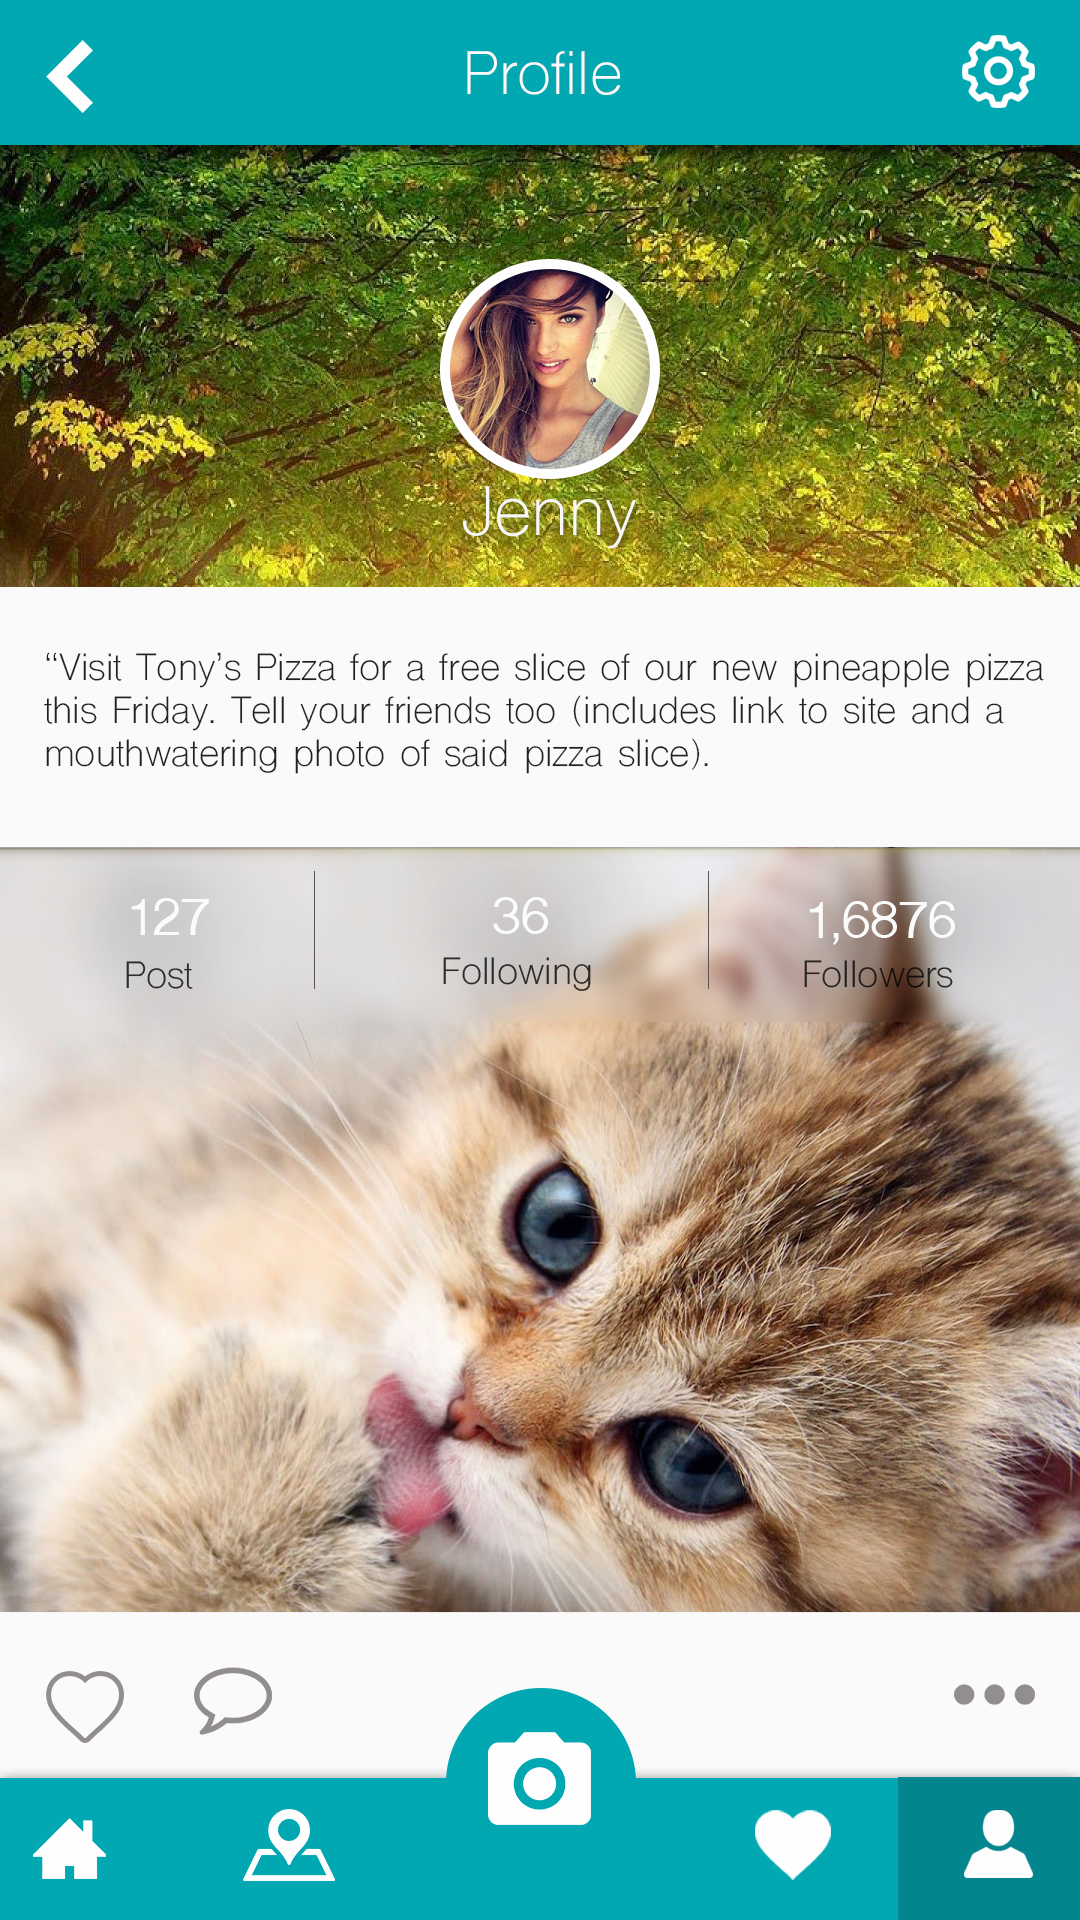 Profile
Jenny
“Visit Tony’s Pizza for a free slice of our new pineapple pizza
this Friday. Tell your friends too (includes link to site and a
mouthwatering photo of said pizza slice).
127 36 1,6876
Post Following Followers